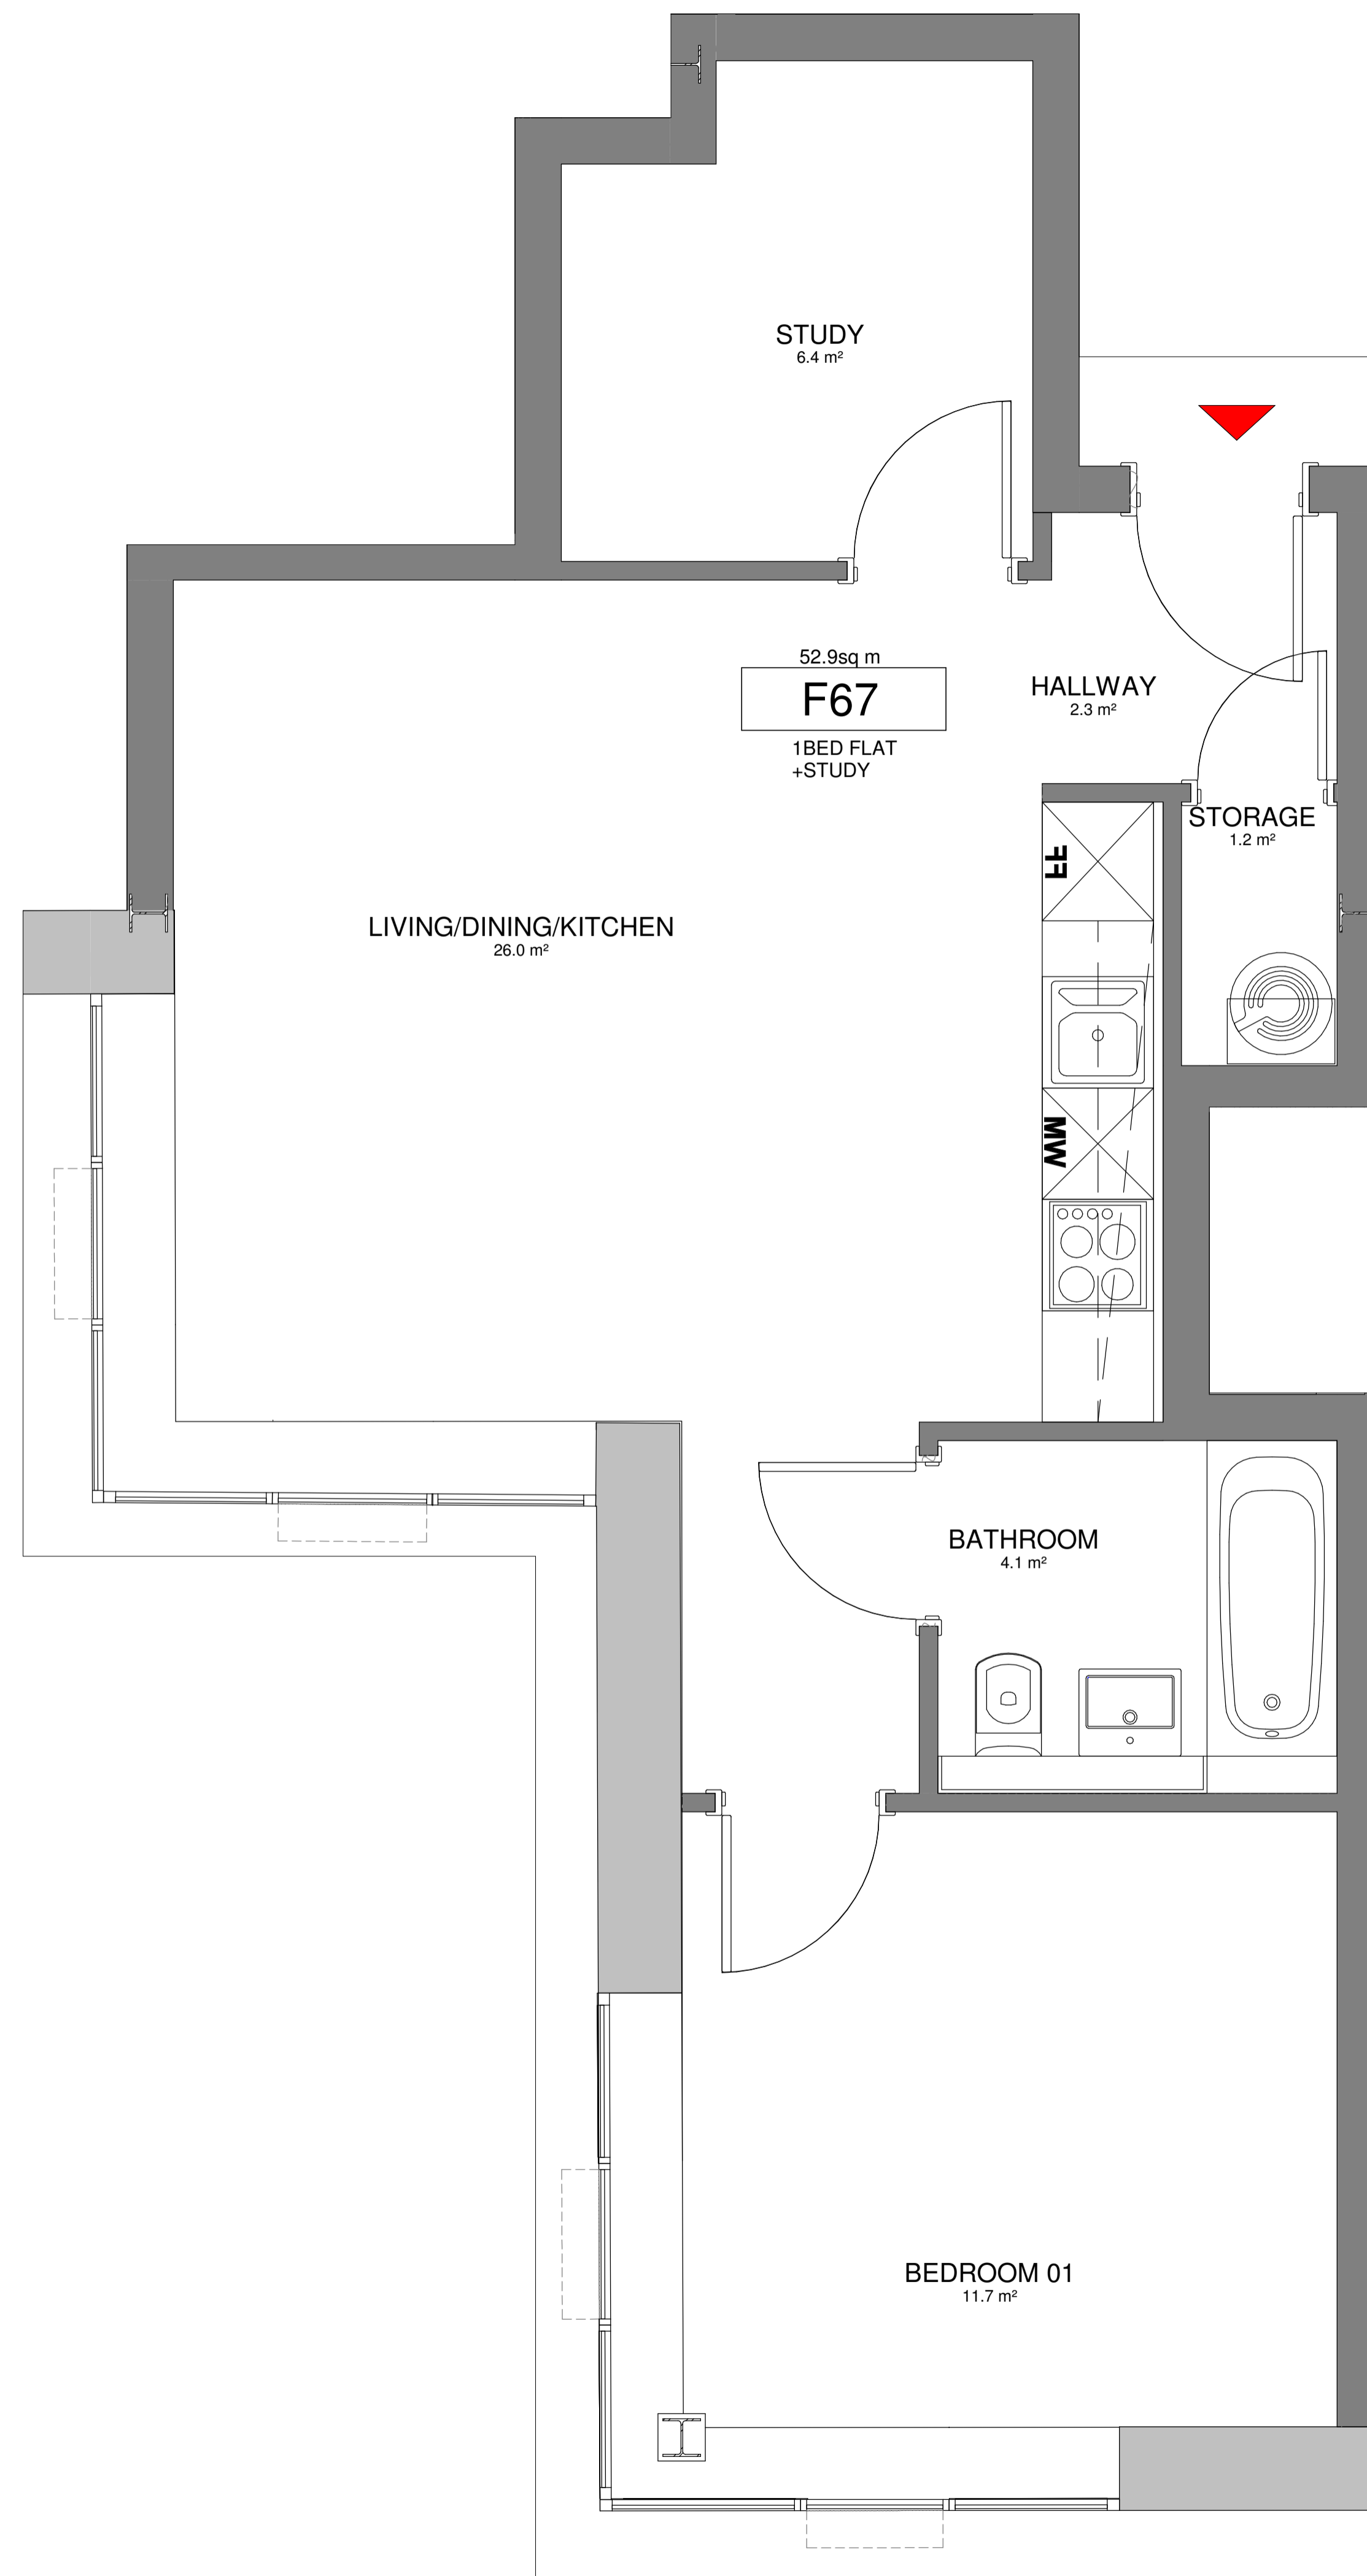 STUDY
6.4 m²
52.9sq m
F67
1BED FLAT
+STUDY
HALLWAY
2.3 m²
STORAGE
1.2 m²
FF
LIVING/DINING/KITCHEN
26.0 m²
MW
BATHROOM
4.1 m²
BEDROOM 01
11.7 m²